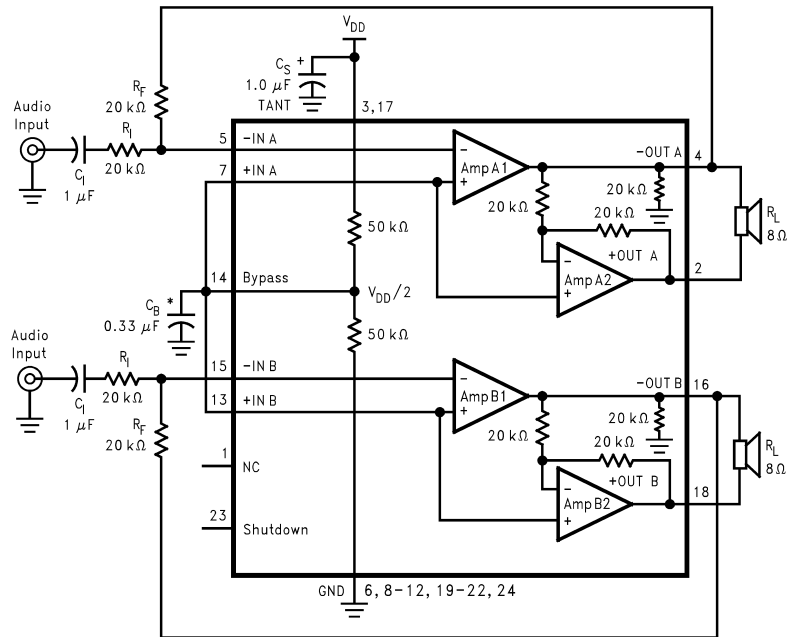 V_DD
C_S +
1.0 µF
TANT
3,17
R_F
20 kΩ
Audio
Input
R_I
20 kΩ
C_I
1 µF
5
-IN A
7
+IN A
-
+
Amp A1
-OUT A
4
20 kΩ
20 kΩ
20 kΩ
R_L
8Ω
50 kΩ
+OUT A
-
+
Amp A2
2
14
Bypass
V_DD/2
C_B *
0.33 µF
50 kΩ
Audio
Input
R_I
20 kΩ
C_I
1 µF
R_F
20 kΩ
15
-IN B
13
+IN B
-
+
Amp B1
-OUT B
16
20 kΩ
20 kΩ
20 kΩ
R_L
8Ω
+OUT B
-
+
Amp B2
18
1
NC
23
Shutdown
GND
6, 8-12, 19-22, 24